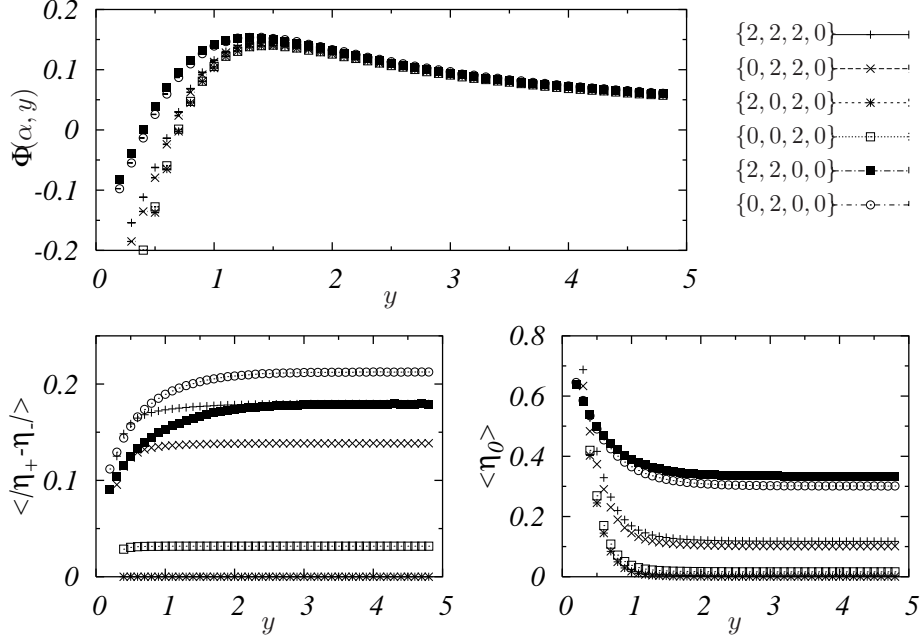 0.2
0.1
0
-0.1
-0.2
Φ(α, y)
0 1 2 3 4 5
y
{2, 2, 2, 0}
{0, 2, 2, 0}
{2, 0, 2, 0}
{0, 0, 2, 0}
{2, 2, 0, 0}
{0, 2, 0, 0}
0.2
0.1
0
</η+-η-/>
0 1 2 3 4 5
y
0.8
0.6
0.4
0.2
0
<η0>
0 1 2 3 4 5
y